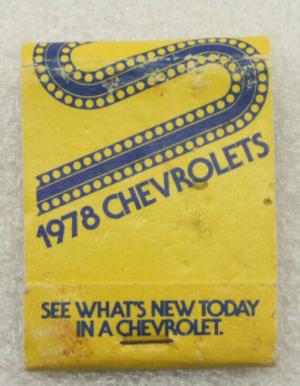 1978 CHEVROLETS
SEE WHAT'S NEW TODAY
IN A CHEVROLET.